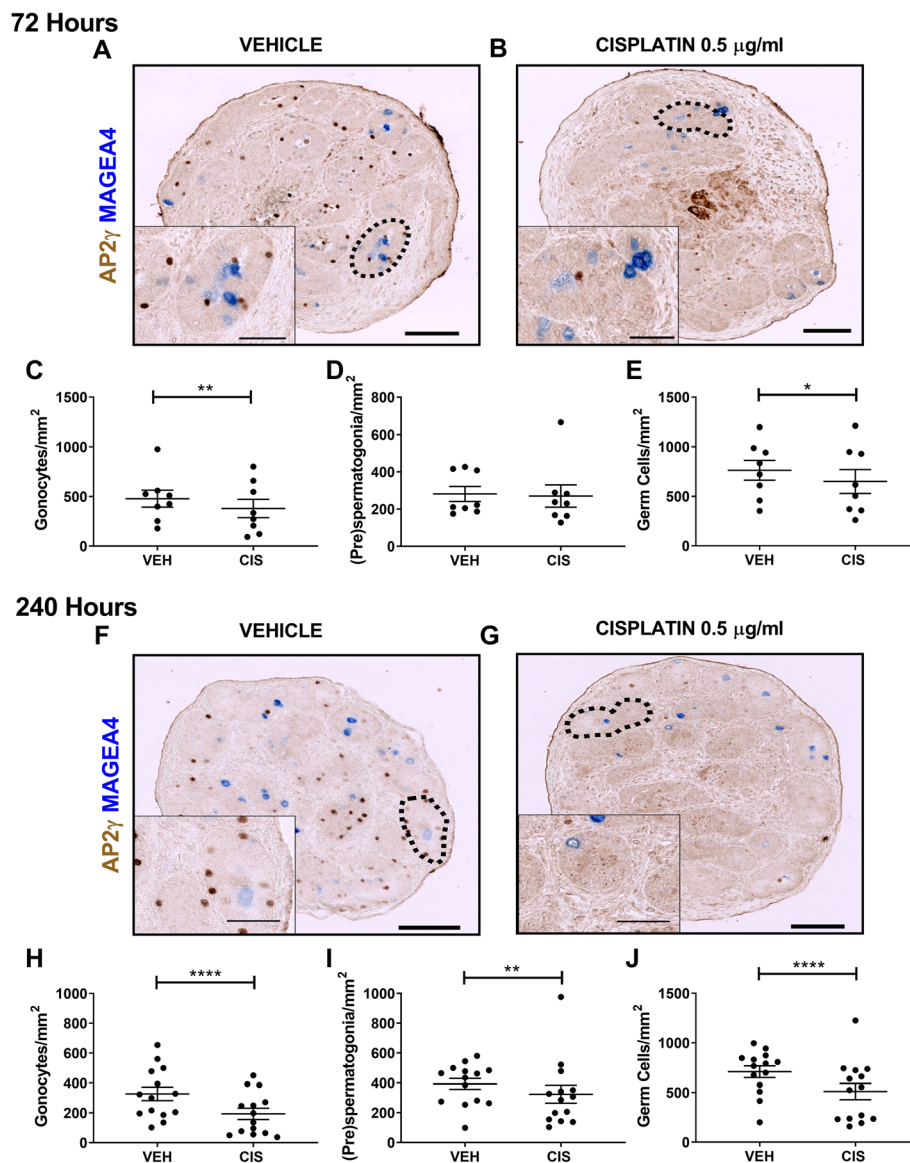 72 Hours
A
VEHICLE
B
CISPLATIN 0.5 μg/ml
AP2γ MAGEA4
C
Gonocytes/mm²
1500
1000
500
0
**
VEH
CIS
D
(Pre)spermatogonia/mm²
800
600
400
200
0
VEH
CIS
E
Germ Cells/mm²
1500
1000
500
0
*
VEH
CIS
240 Hours
F
VEHICLE
G
CISPLATIN 0.5 μg/ml
AP2γ MAGEA4
H
Gonocytes/mm²
1000
800
600
400
200
0
****
VEH
CIS
I
(Pre)spermatogonia/mm²
1000
800
600
400
200
0
**
VEH
CIS
J
Germ Cells/mm²
1500
1000
500
0
****
VEH
CIS